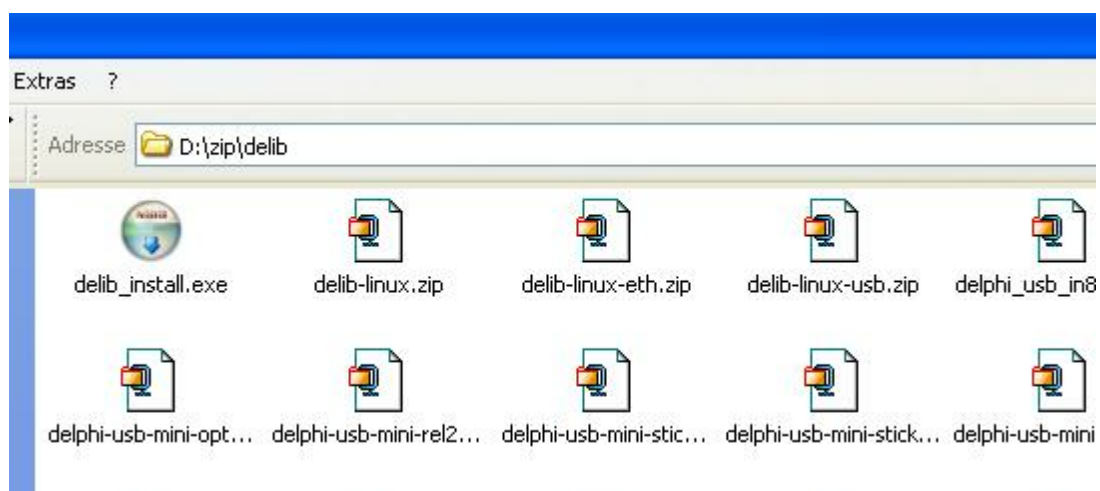 Extras ?
Adresse D:\zip\delib
delib_install.exe delib-linux.zip delib-linux-eth.zip delib-linux-usb.zip delphi_usb_in8
delphi-usb-mini-opt... delphi-usb-mini-rel2... delphi-usb-mini-stic... delphi-usb-mini-stick... delphi-usb-mini